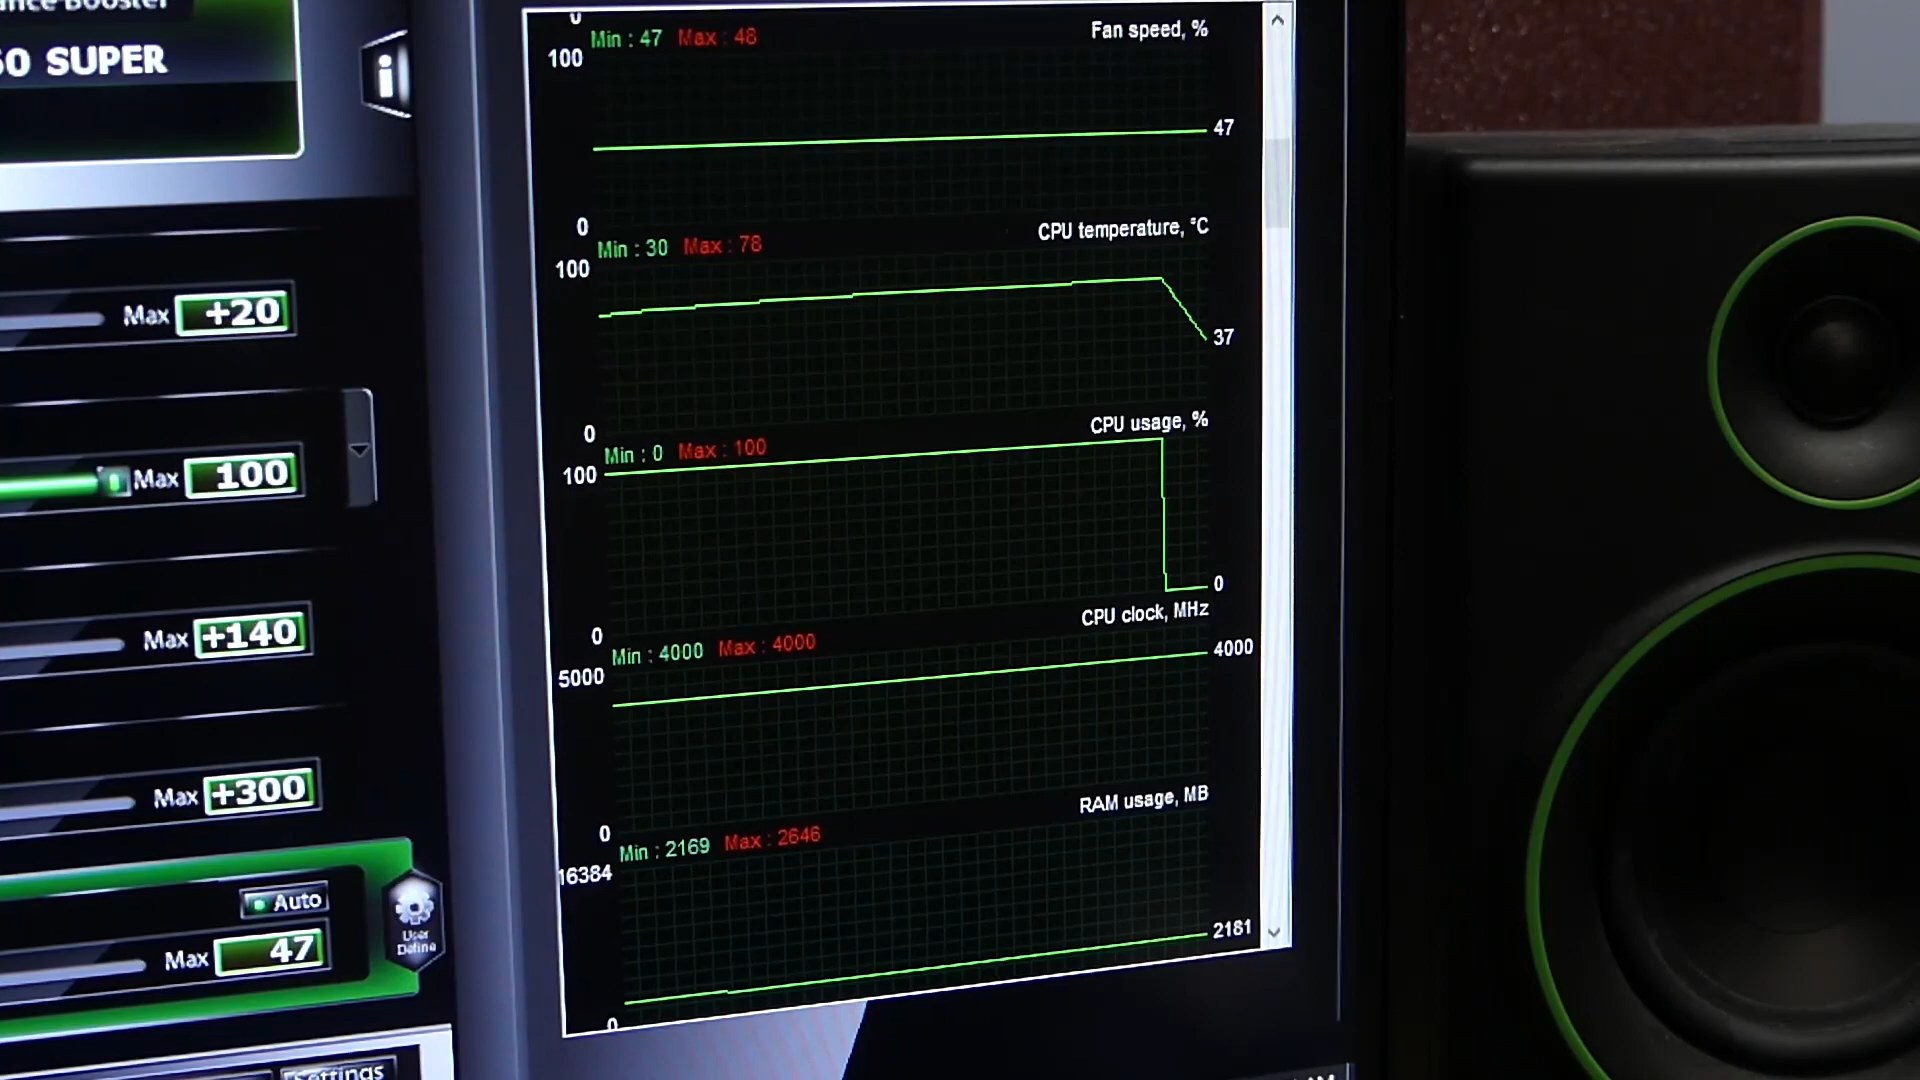 60 SUPER
i
Max +20
Max 100
Max +140
Max +300
Auto
User
Define
Max 47
Settings
0
Min : 47 Max : 48 Fan speed, %
100
47
0
Min : 30 Max : 78 CPU temperature, °C
100
37
0
Min : 0 Max : 100 CPU usage, %
100
0
0
Min : 4000 Max : 4000 CPU clock, MHz
5000
4000
0
Min : 2169 Max : 2646 RAM usage, MB
16384
2181
0